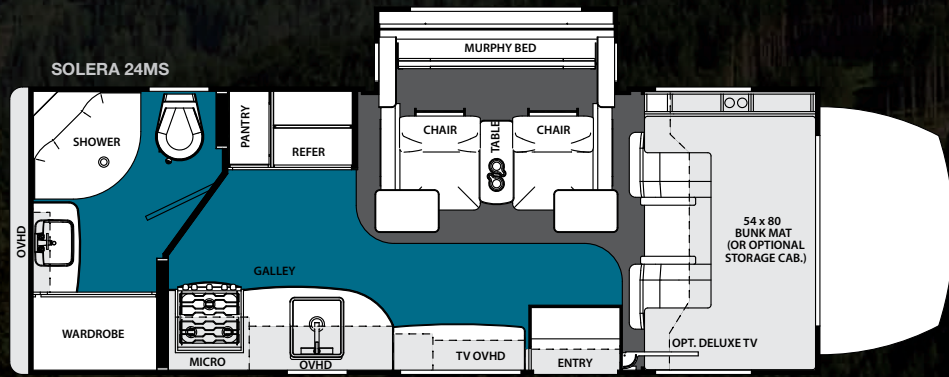 SOLERA 24MS
MURPHY BED
SHOWER
PANTRY
REFER
CHAIR
TABLE
CHAIR
OVHD
54 x 80
BUNK MAT
(OR OPTIONAL
STORAGE CAB.)
GALLEY
WARDROBE
MICRO
OVHD
TV OVHD
ENTRY
OPT. DELUXE TV